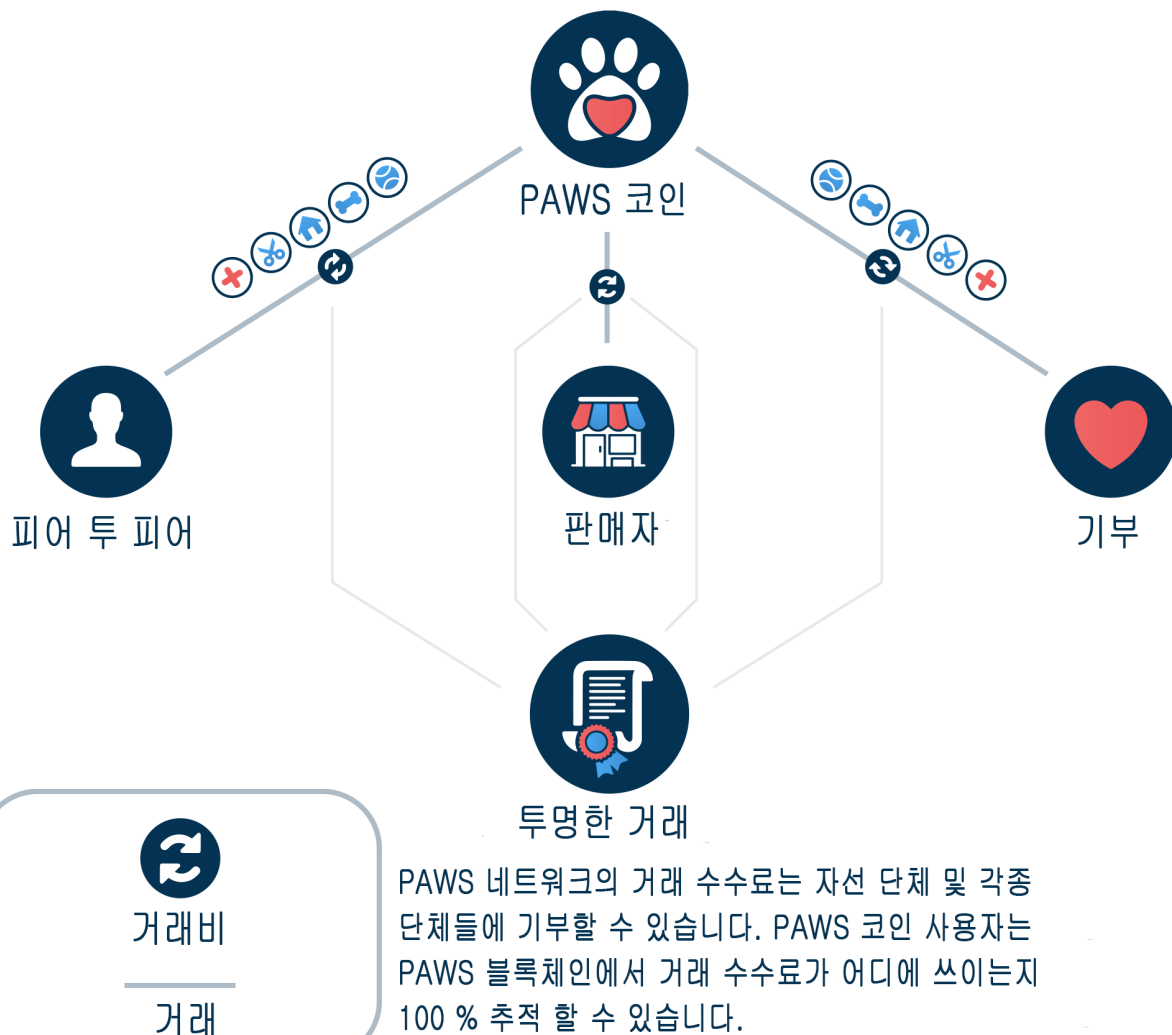 PAWS 코인
피어 투 피어
판매자
기부
투명한 거래
거래비
거래
PAWS 네트워크의 거래 수수료는 자선 단체 및 각종
단체들에 기부할 수 있습니다. PAWS 코인 사용자는
PAWS 블록체인에서 거래 수수료가 어디에 쓰이는지
100 % 추적 할 수 있습니다.